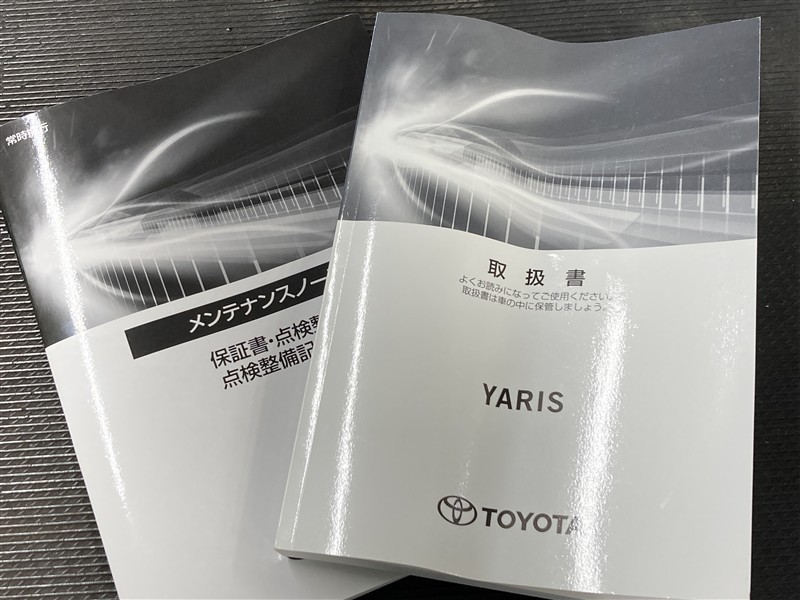 常時
メンテナンスノー
保証書・点検整
点検整備記
取扱書
よくお読みになってご使用ください。
取扱書は車の中に保管しましょう。
YARIS
TOYOTA